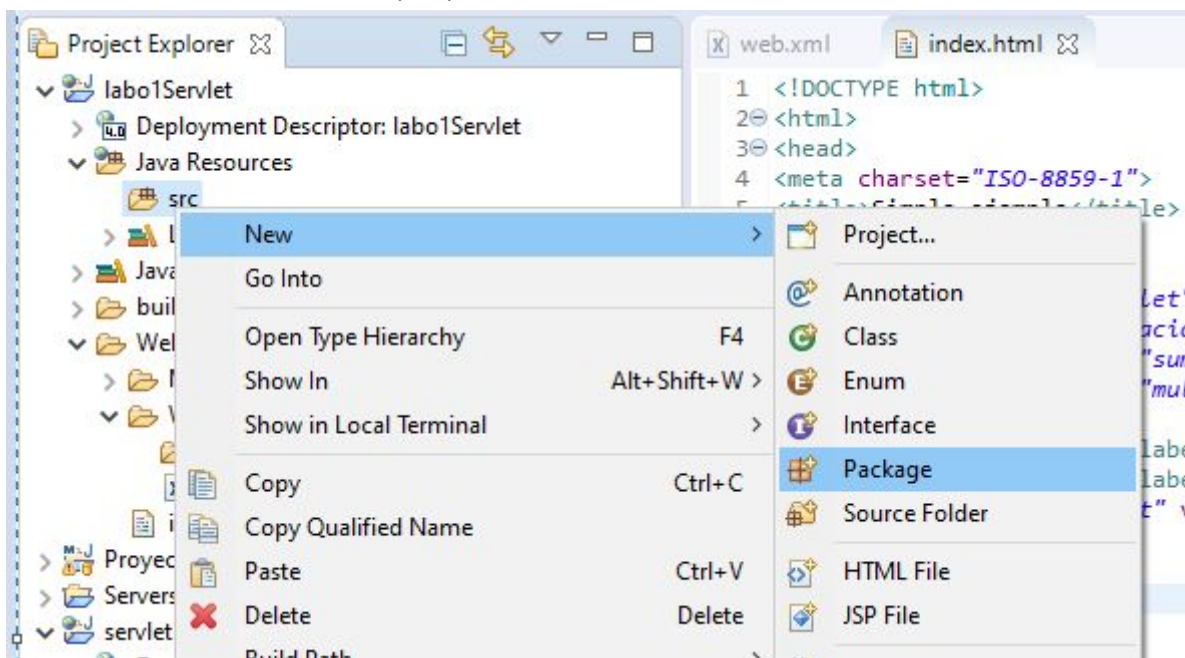 Project Explorer
labo1Servlet
Deployment Descriptor: labo1Servlet
Java Resources
src
Java
Servers
servlet
web.xml
index.html
1 <!DOCTYPE html>
2 <html>
3 <head>
4 <meta charset="ISO-8859-1">
New
Go Into
Open Type Hierarchy F4
Show In Alt+Shift+W >
Show in Local Terminal >
Copy Ctrl+C
Copy Qualified Name
Paste Ctrl+V
Delete Delete
Build Path
Project...
Annotation
Class
Enum
Interface
Package
Source Folder
HTML File
JSP File